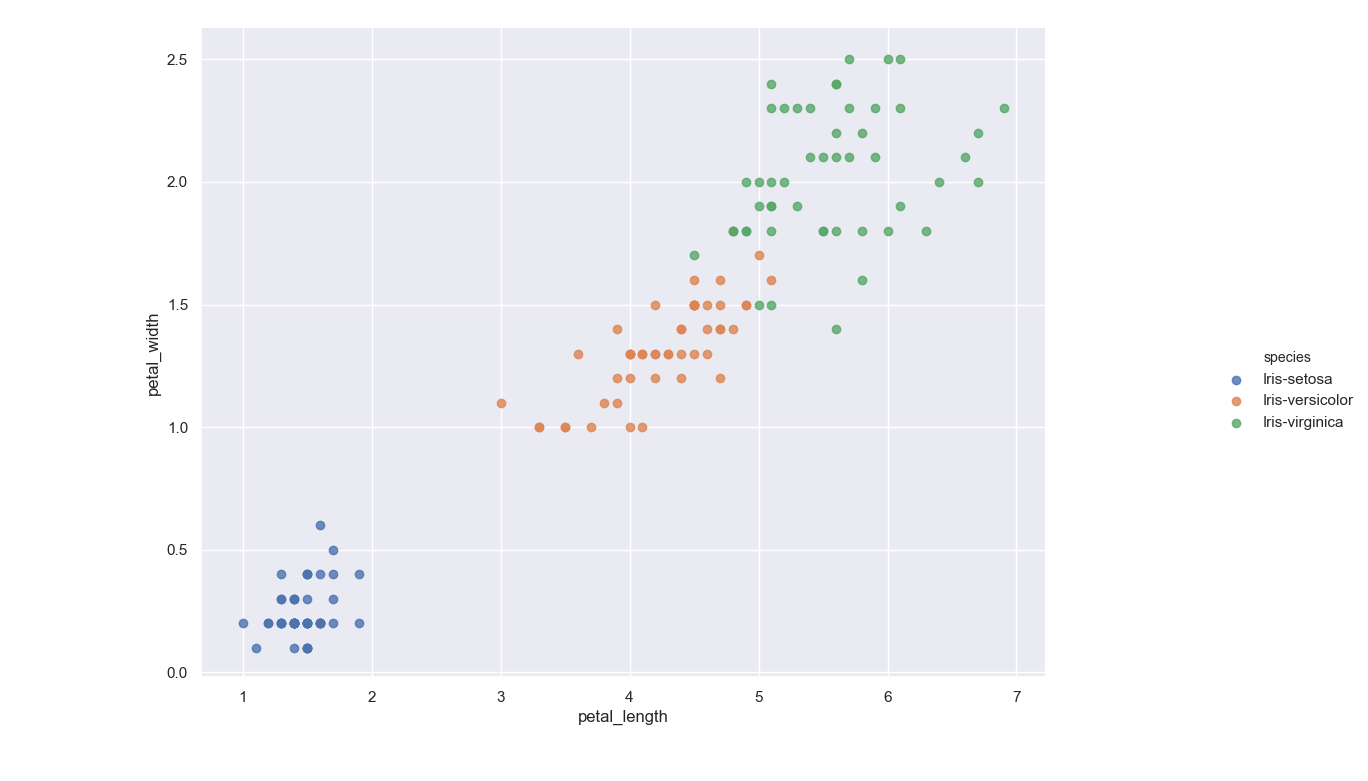 2.5
2.0
1.5
1.0
0.5
0.0
petal_width
1 2 3 4 5 6 7
petal_length
species
Iris-setosa
Iris-versicolor
Iris-virginica